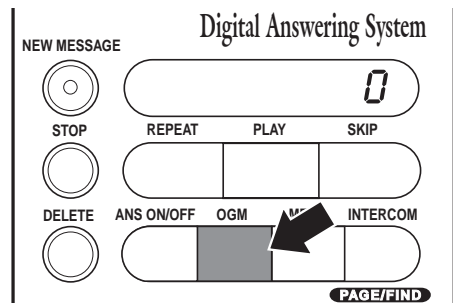 Digital Answering System
NEW MESSAGE
0
STOP REPEAT PLAY SKIP
DELETE ANS ON/OFF OGM INTERCOM
PAGE/FIND